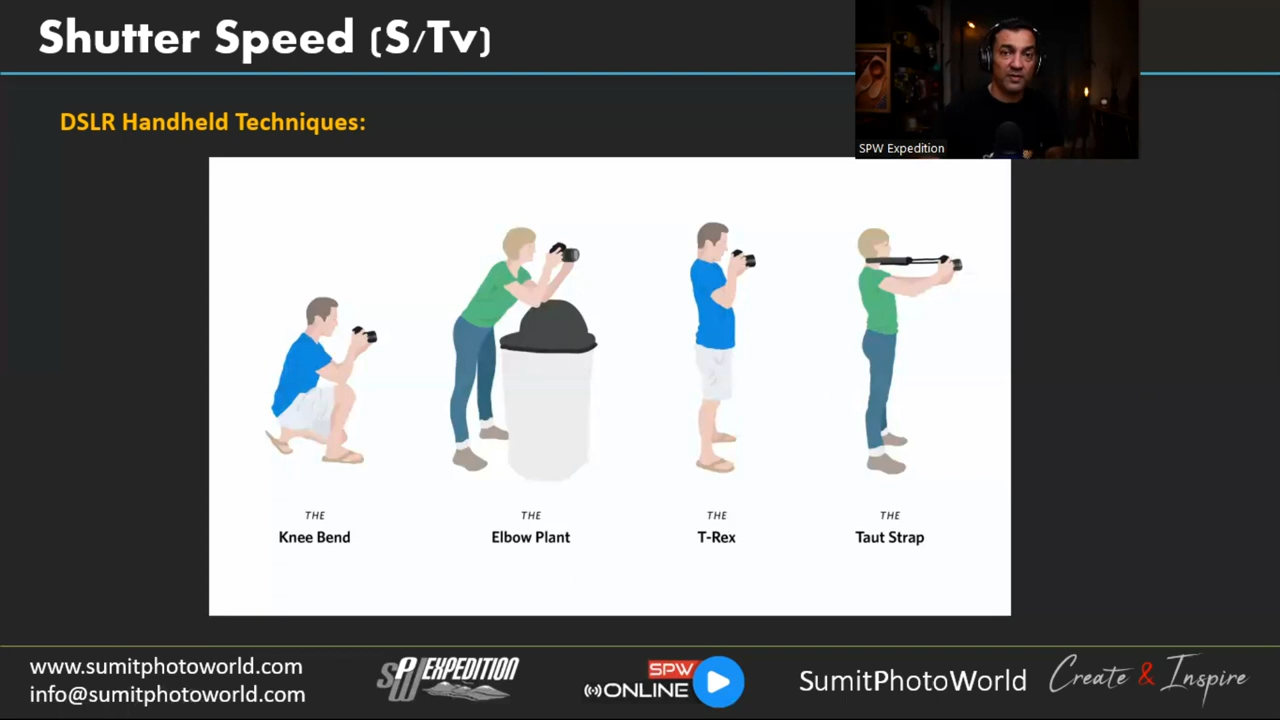 Shutter Speed (S/Tv)
SPW Expedition
DSLR Handheld Techniques:
THE
Knee Bend
THE
Elbow Plant
THE
T-Rex
THE
Taut Strap
www.sumitphotoworld.com
info@sumitphotoworld.com
SPW EXPEDITION
SPW
ONLINE
SumitPhotoWorld
Create & Inspire